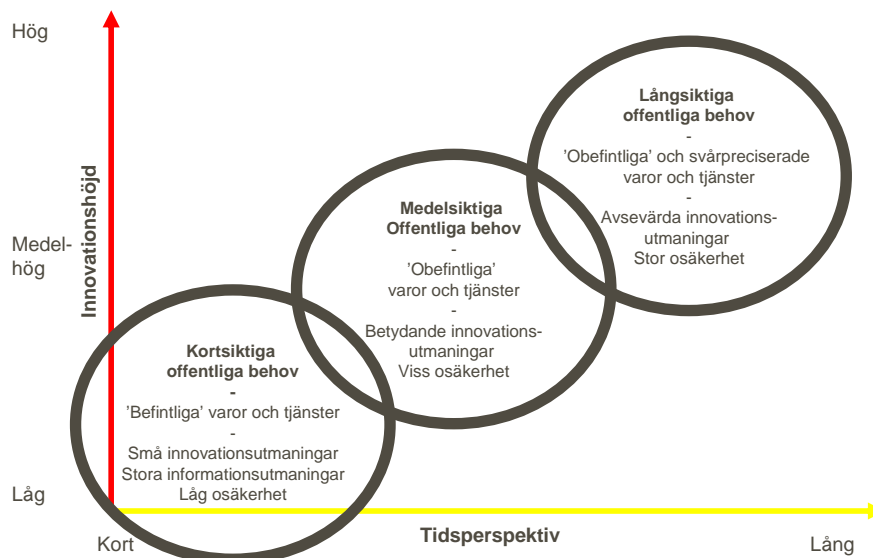 Hög
Långsiktiga
offentliga behov
-
'Obefintliga' och svårpreciserade
varor och tjänster
-
Avsevärda innovations-
utmaningar
Stor osäkerhet
Innovationshöjd
Medel-
hög
Medelsiktiga
Offentliga behov
-
'Obefintliga'
varor och tjänster
-
Betydande innovations-
utmaningar
Viss osäkerhet
Kortsiktiga
offentliga behov
-
'Befintliga' varor och tjänster
-
Små innovationsutmaningar
Stora informationsutmaningar
Låg osäkerhet
Låg
Kort
Tidsperspektiv
Lång